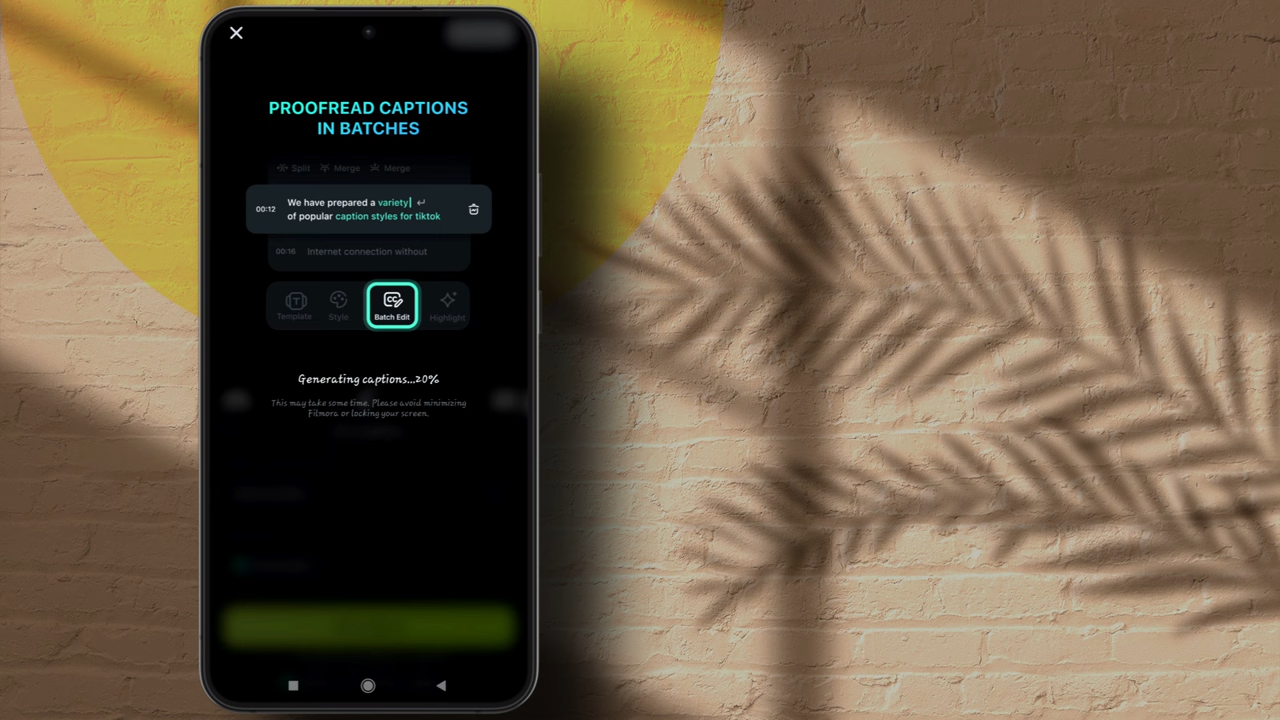 PROOFREAD CAPTIONS
IN BATCHES
Split Merge Merge
00:12 We have prepared a variety
of popular caption styles for tiktok
00:16 Internet connection without
Template Style Batch Edit Highlight
Generating captions...20%
This may take some time. Please avoid minimizing
Filmora or locking your screen.